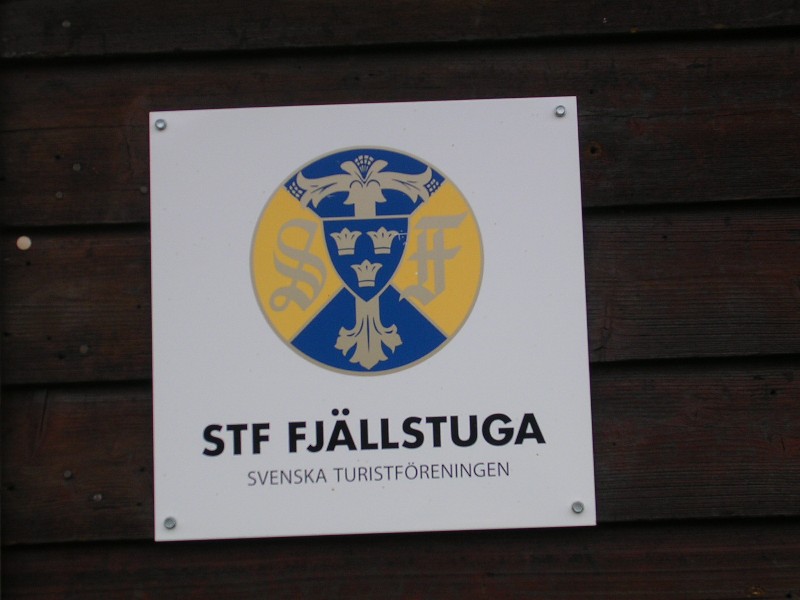 S F
STF FJÄLLSTUGA
SVENSKA TURISTFÖRENINGEN